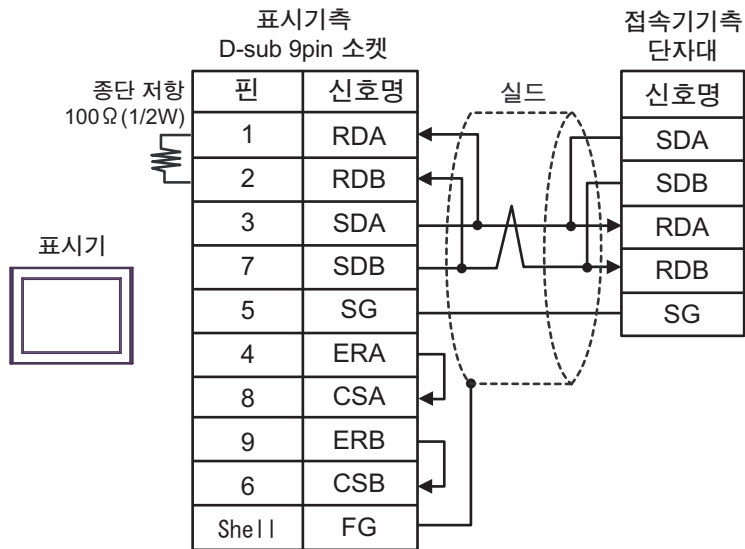 표시기측
D-sub 9pin 소켓
접속기기측
단자대
종단 저항
100Ω(1/2W)
핀 신호명
실드
신호명
1 RDA
SDA
2 RDB
SDB
3 SDA
RDA
표시기
7 SDB
RDB
5 SG
SG
4 ERA
8 CSA
9 ERB
6 CSB
Shell FG